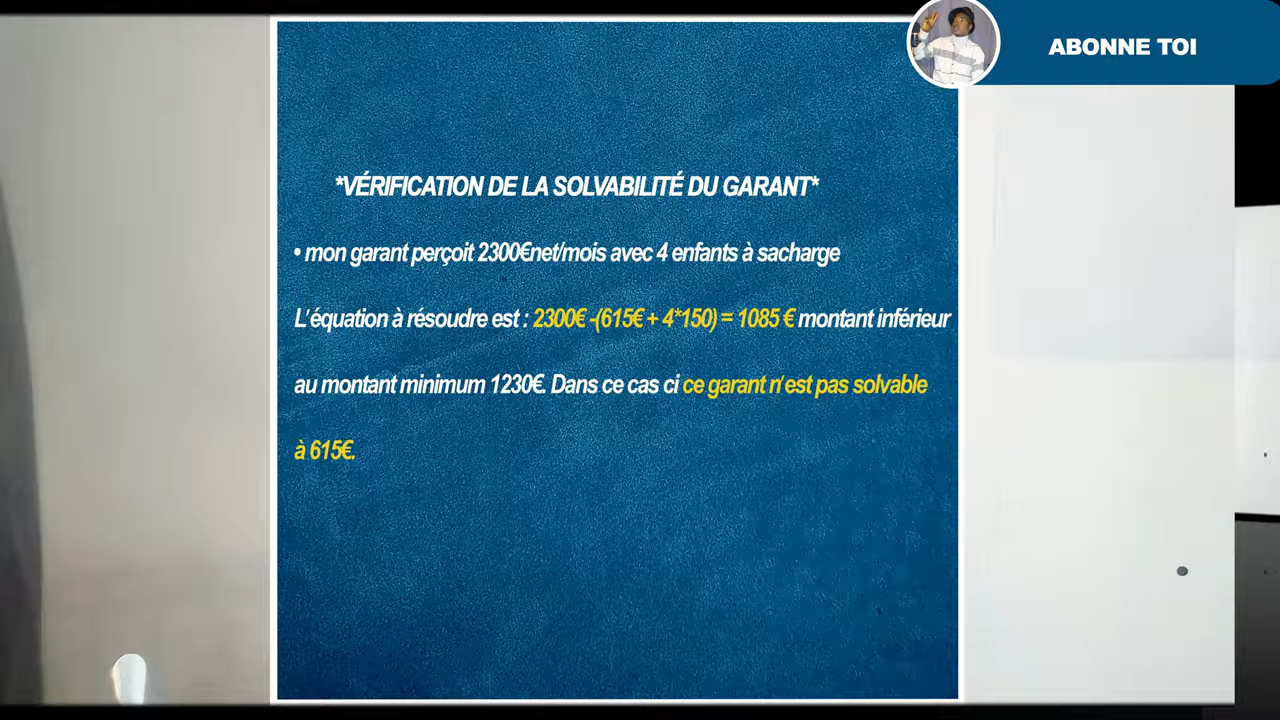 ABONNE TOI
*VÉRIFICATION DE LA SOLVABILITÉ DU GARANT*
• mon garant perçoit 2300€net/mois avec 4 enfants à sacharge
L'équation à résoudre est : 2300€ -(615€ + 4*150) = 1085 € montant inférieur
au montant minimum 1230€. Dans ce cas ci ce garant n'est pas solvable
à 615€.